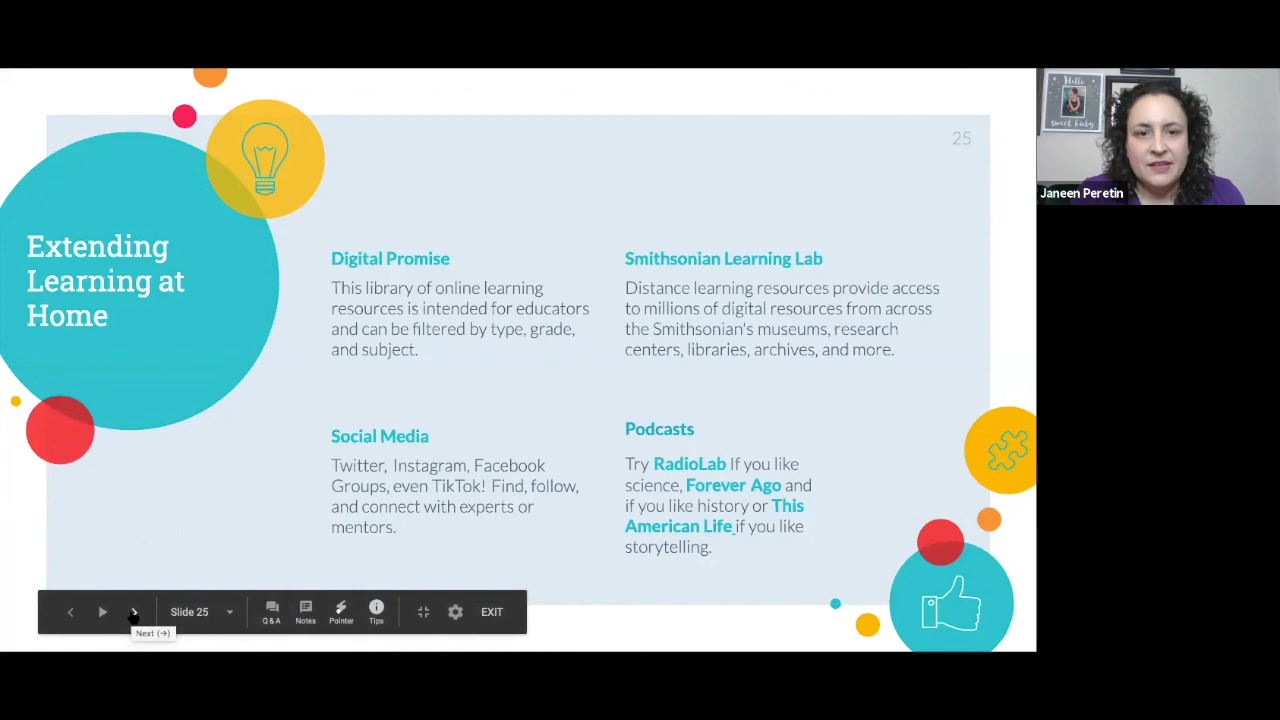 25
Extending
Learning at
Home
Digital Promise
This library of online learning
resources is intended for educators
and can be filtered by type, grade,
and subject.
Smithsonian Learning Lab
Distance learning resources provide access
to millions of digital resources from across
the Smithsonian's museums, research
centers, libraries, archives, and more.
Social Media
Twitter, Instagram, Facebook
Groups, even TikTok! Find, follow,
and connect with experts or
mentors.
Podcasts
Try RadioLab If you like
science, Forever Ago and
if you like history or This
American Life if you like
storytelling.
Slide 25
Q & A
Notes
Pointer
Tips
EXIT
Next (→)
Hello
sweet baby
Janeen Peretin